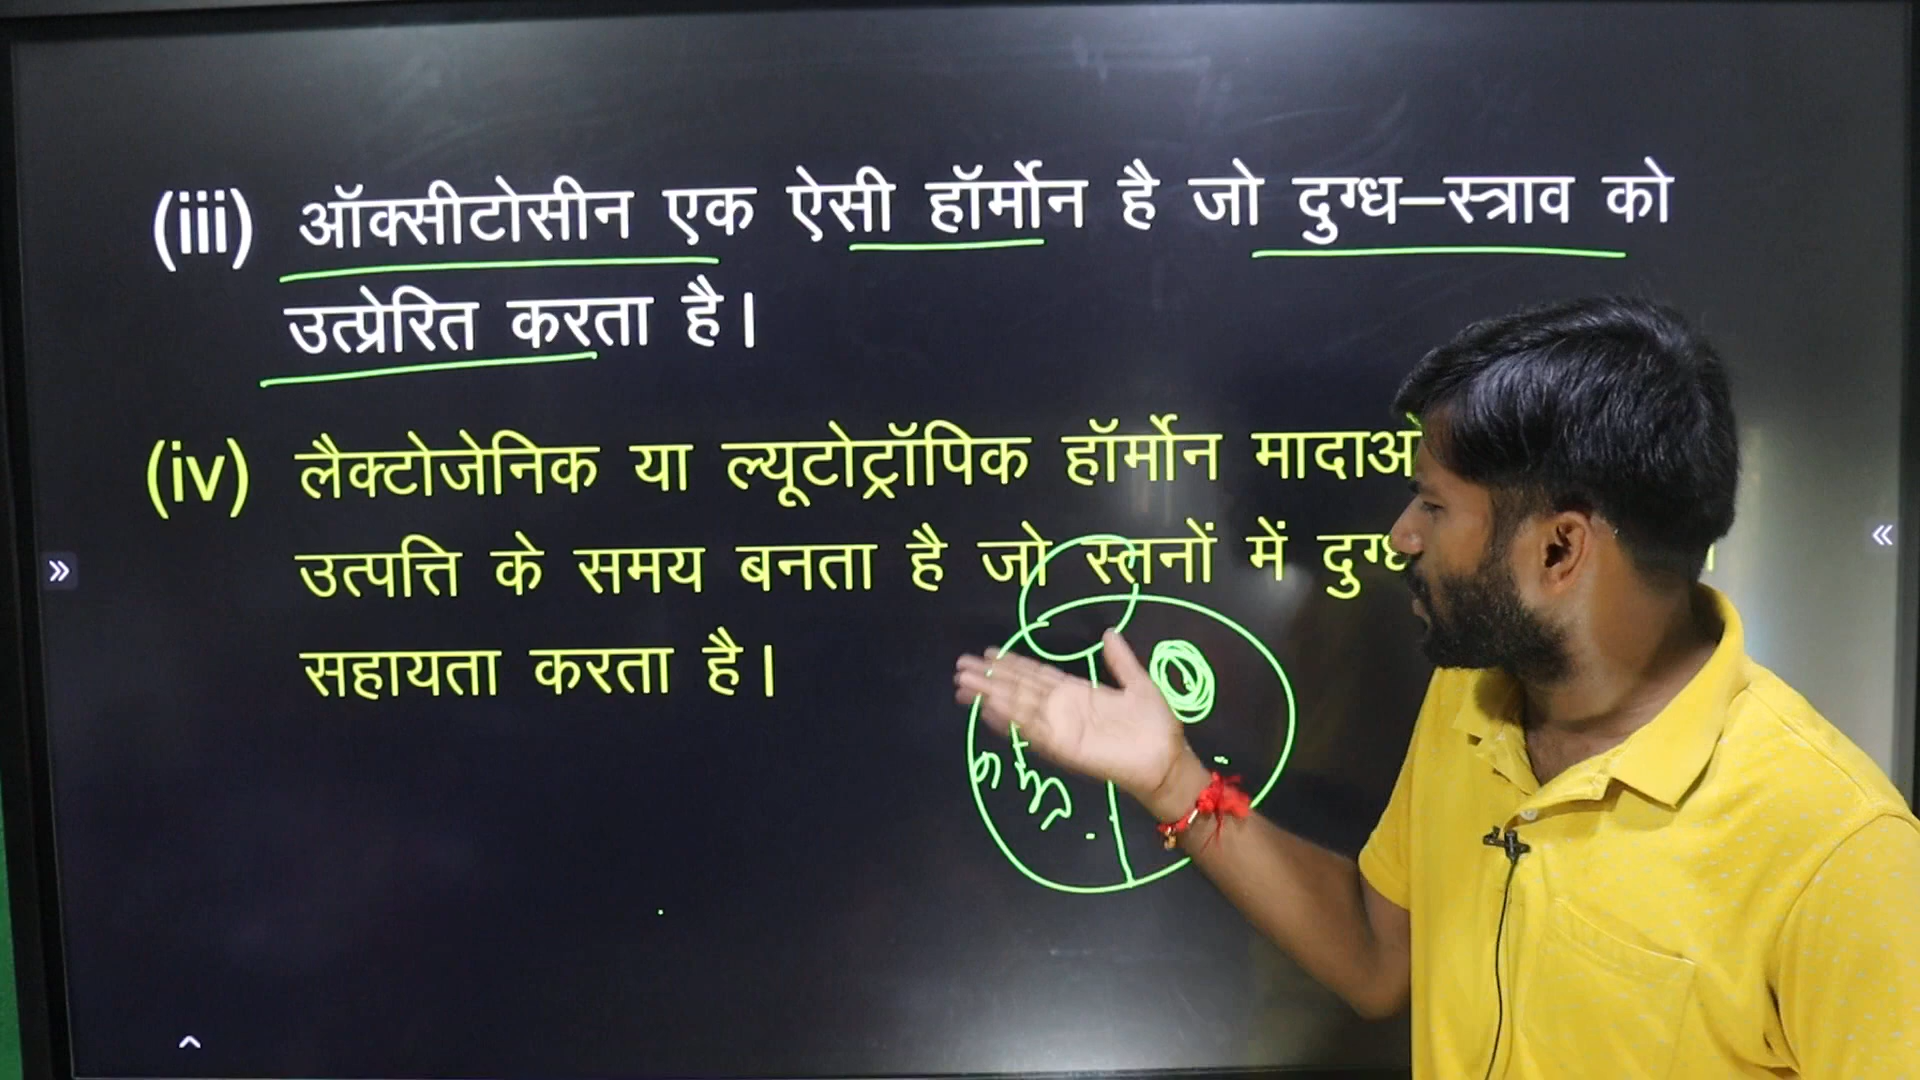 (iii) ऑक्सीटोसीन एक ऐसी हॉर्मोन है जो दुग्ध–स्त्राव को
उत्प्रेरित करता है।
(iv) लैक्टोजेनिक या ल्यूटोट्रॉपिक हॉर्मोन
उत्पत्ति के समय बनता है जो स्तनों में
सहायता करता है।